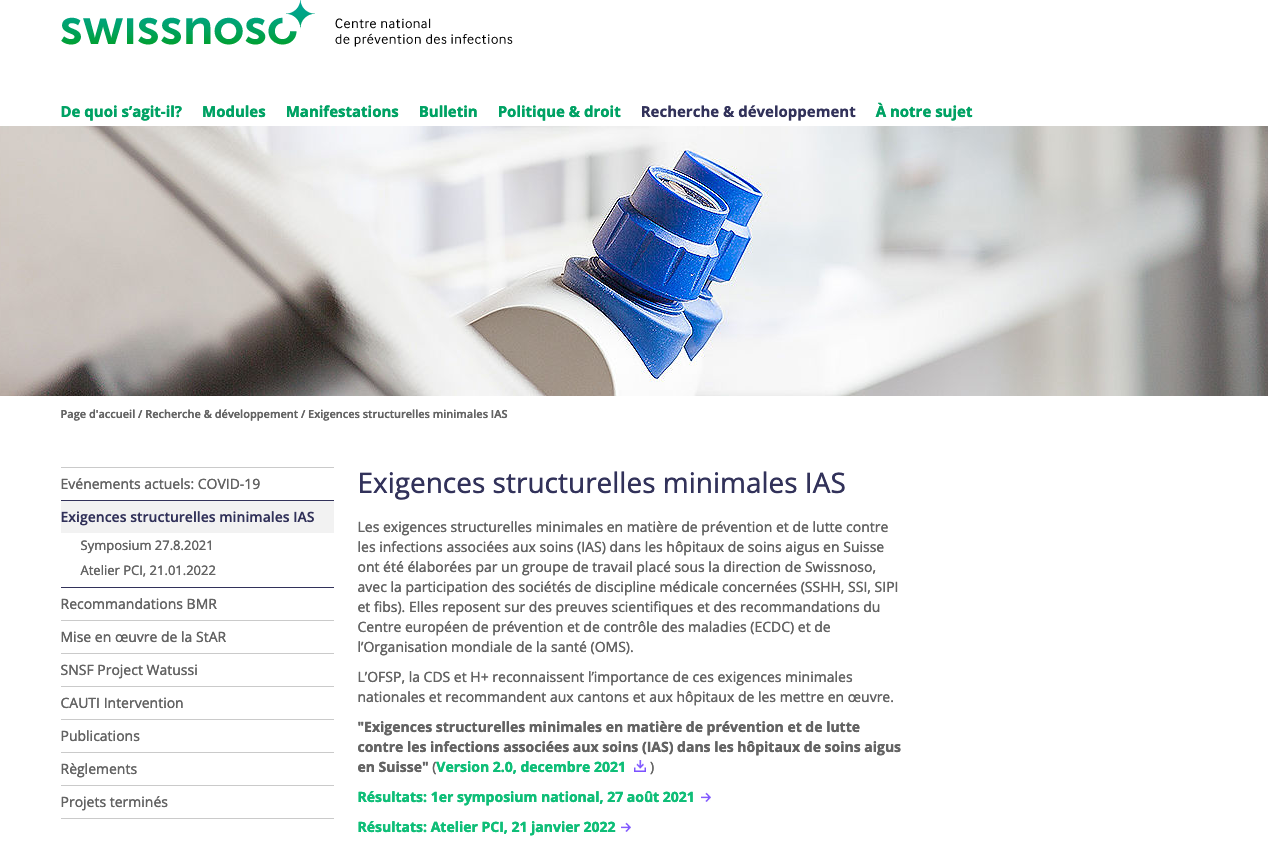 swissnoso
Centre national
de prévention des infections
De quoi s’agit-il? Modules Manifestations Bulletin Politique & droit Recherche & développement À notre sujet
Page d'accueil / Recherche & développement / Exigences structurelles minimales IAS
Evénements actuels: COVID-19
Exigences structurelles minimales IAS
Symposium 27.8.2021
Atelier PCI, 21.01.2022
Recommandations BMR
Mise en œuvre de la StAR
SNSF Project Watussi
CAUTI Intervention
Publications
Règlements
Projets terminés
Exigences structurelles minimales IAS
Les exigences structurelles minimales en matière de prévention et de lutte contre
les infections associées aux soins (IAS) dans les hôpitaux de soins aigus en Suisse
ont été élaborées par un groupe de travail placé sous la direction de Swissnoso,
avec la participation des sociétés de discipline médicale concernées (SSHH, SSI, SIPI
et fibs). Elles reposent sur des preuves scientifiques et des recommandations du
Centre européen de prévention et de contrôle des maladies (ECDC) et de
l’Organisation mondiale de la santé (OMS).
L’OFSP, la CDS et H+ reconnaissent l’importance de ces exigences minimales
nationales et recommandent aux cantons et aux hôpitaux de les mettre en œuvre.
"Exigences structurelles minimales en matière de prévention et de lutte
contre les infections associées aux soins (IAS) dans les hôpitaux de soins aigus
en Suisse" (Version 2.0, decembre 2021 )
Résultats: 1er symposium national, 27 août 2021 →
Résultats: Atelier PCI, 21 janvier 2022 →